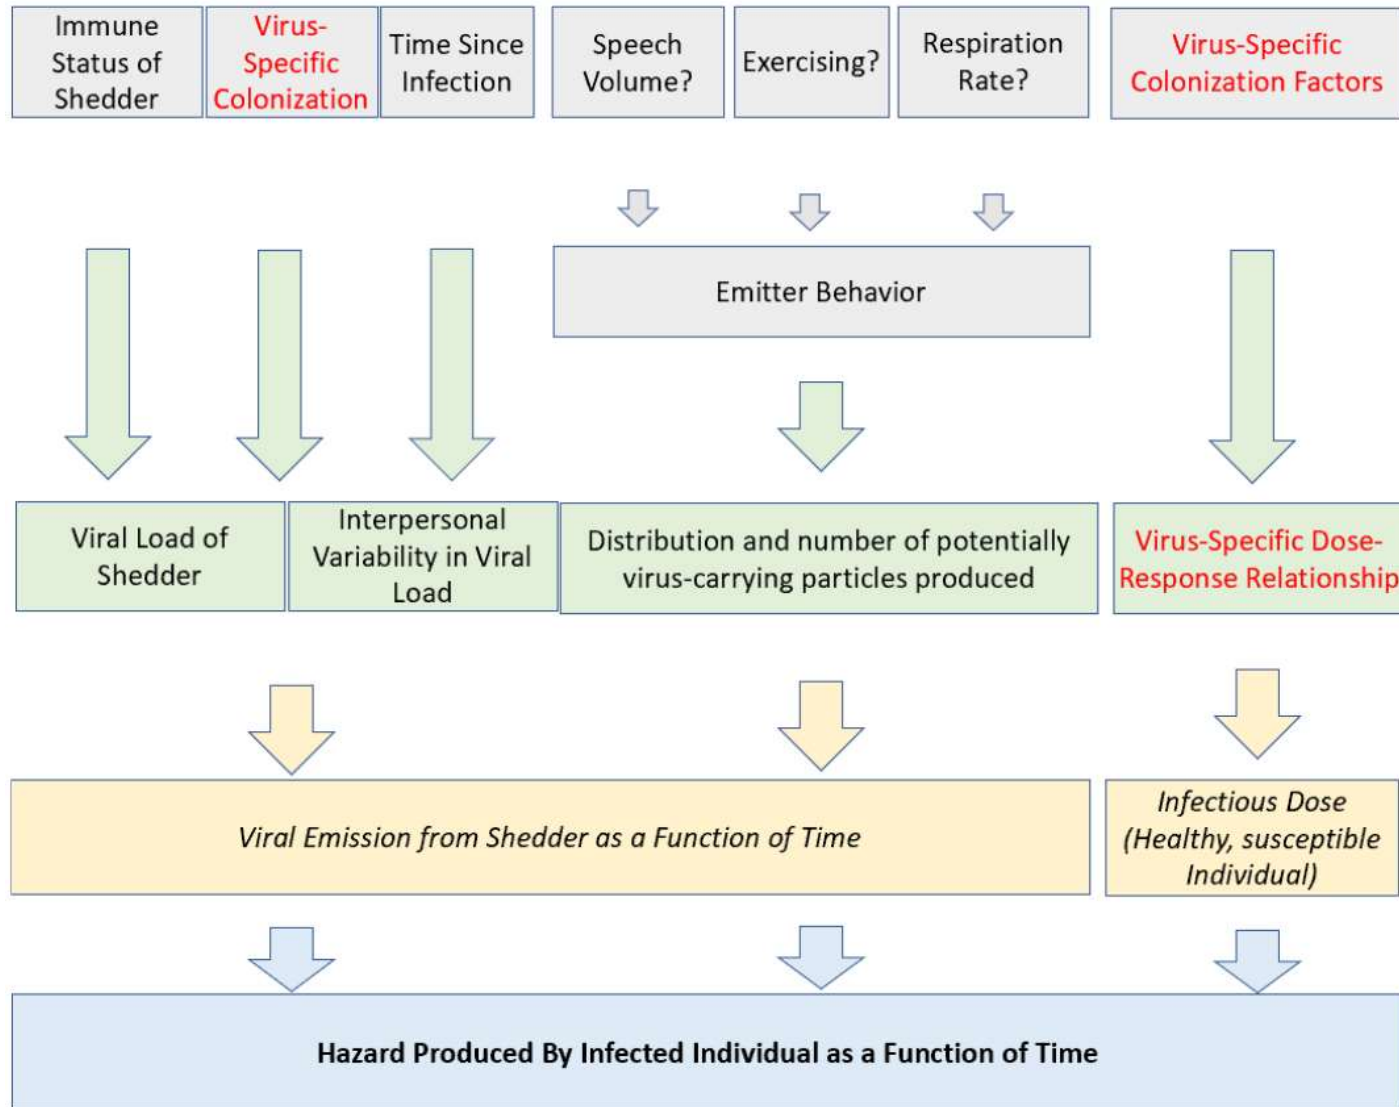 Immune
Status of
Shedder
Virus-
Specific
Colonization
Time Since
Infection
Speech
Volume?
Exercising?
Respiration
Rate?
Virus-Specific
Colonization Factors
Emitter Behavior
Viral Load of
Shedder
Interpersonal
Variability in Viral
Load
Distribution and number of potentially
virus-carrying particles produced
Virus-Specific Dose-
Response Relationship
Viral Emission from Shedder as a Function of Time
Infectious Dose
(Healthy, susceptible
Individual)
Hazard Produced By Infected Individual as a Function of Time